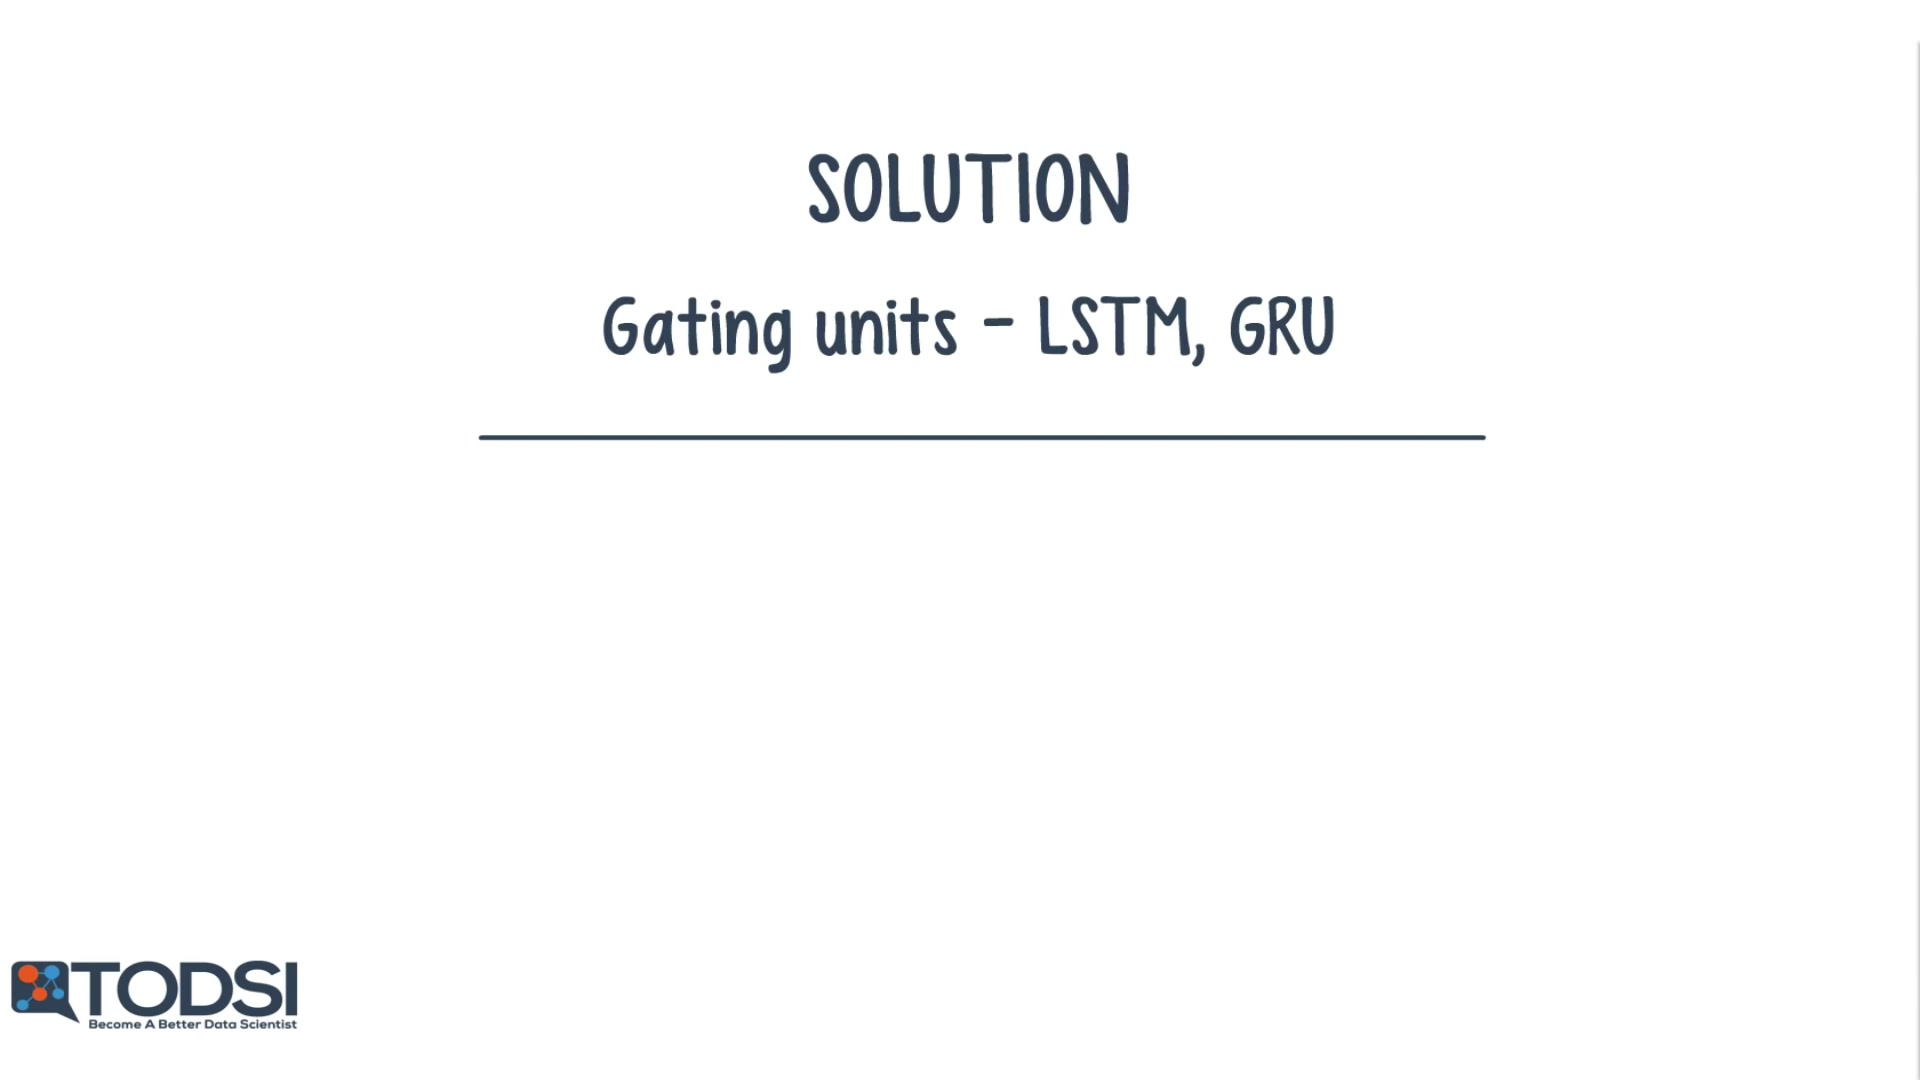 SOLUTION
Gating units - LSTM, GRU
TODSI
Become A Better Data Scientist